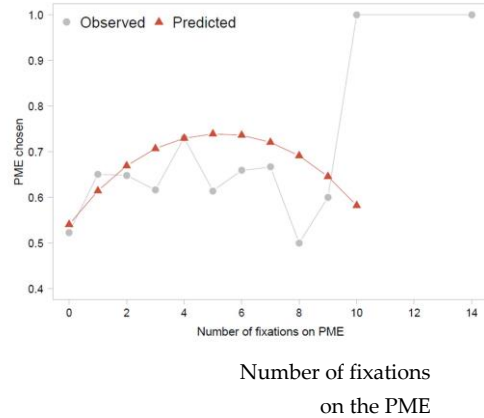 1.0
0.9
0.8
0.7
0.6
0.5
0.4
PME chosen
Observed Predicted
0 2 4 6 8 10 12 14
Number of fixations on PME
Number of fixations
on the PME